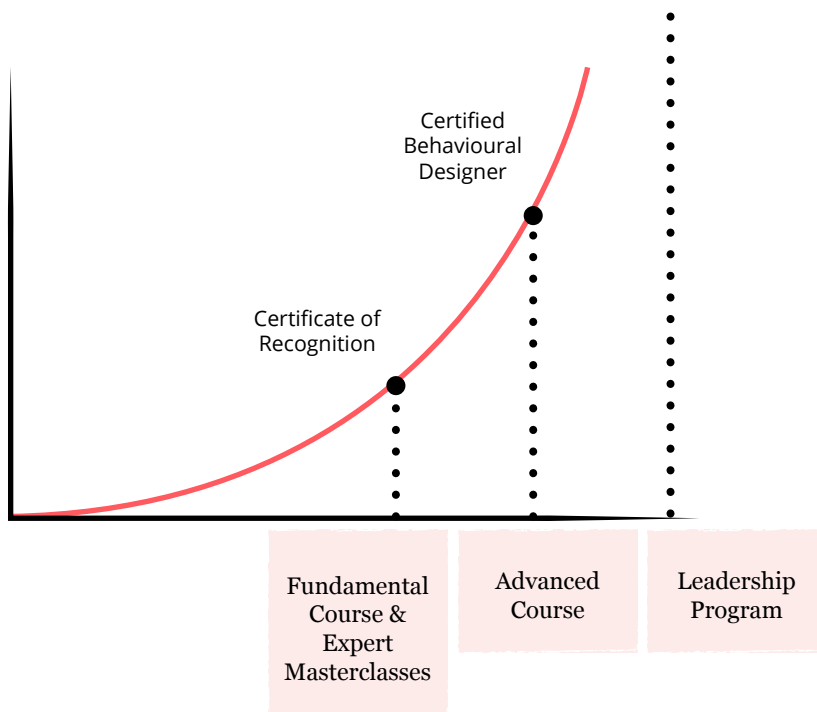 Certified
Behavioural
Designer
Certificate of
Recognition
Fundamental
Course &
Expert
Masterclasses
Advanced
Course
Leadership
Program